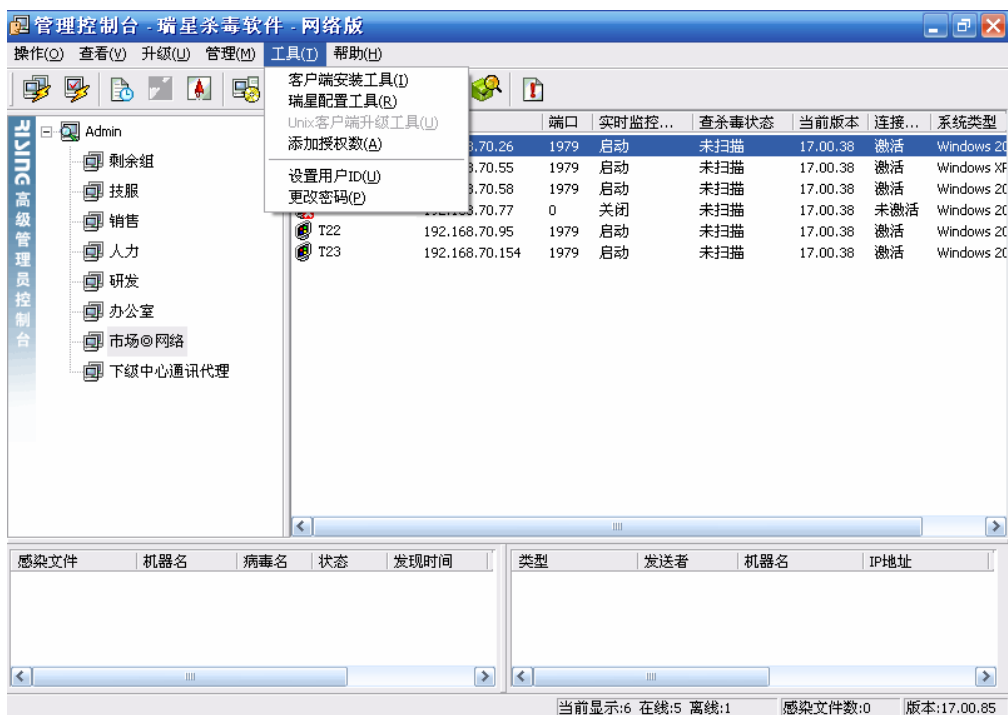 管理控制台 - 瑞星杀毒软件 - 网络版
操作(O) 查看(V) 升级(U) 管理(M) 工具(T) 帮助(H)
客户端安装工具(I)
瑞星配置工具(R)
Unix客户端升级工具(U)
添加授权数(A)
设置用户ID(U)
更改密码(P)
RISING 高级管理员控制台
Admin
剩余组
技服
销售
人力
研发
办公室
市场◎网络
下级中心通讯代理
端口 实时监控... 查杀毒状态 当前版本 连接... 系统类型
.70.26 1979 启动 未扫描 17.00.38 激活 Windows 20
.70.55 1979 启动 未扫描 17.00.38 激活 Windows XP
.70.58 1979 启动 未扫描 17.00.38 激活 Windows 20
192.168.70.77 0 关闭 未扫描 17.00.38 未激活 Windows 20
T22 192.168.70.95 1979 启动 未扫描 17.00.38 激活 Windows 20
T23 192.168.70.154 1979 启动 未扫描 17.00.38 激活 Windows 20
感染文件 机器名 病毒名 状态 发现时间
类型 发送者 机器名 IP地址
当前显示:6 在线:5 离线:1 感染文件数:0 版本:17.00.85